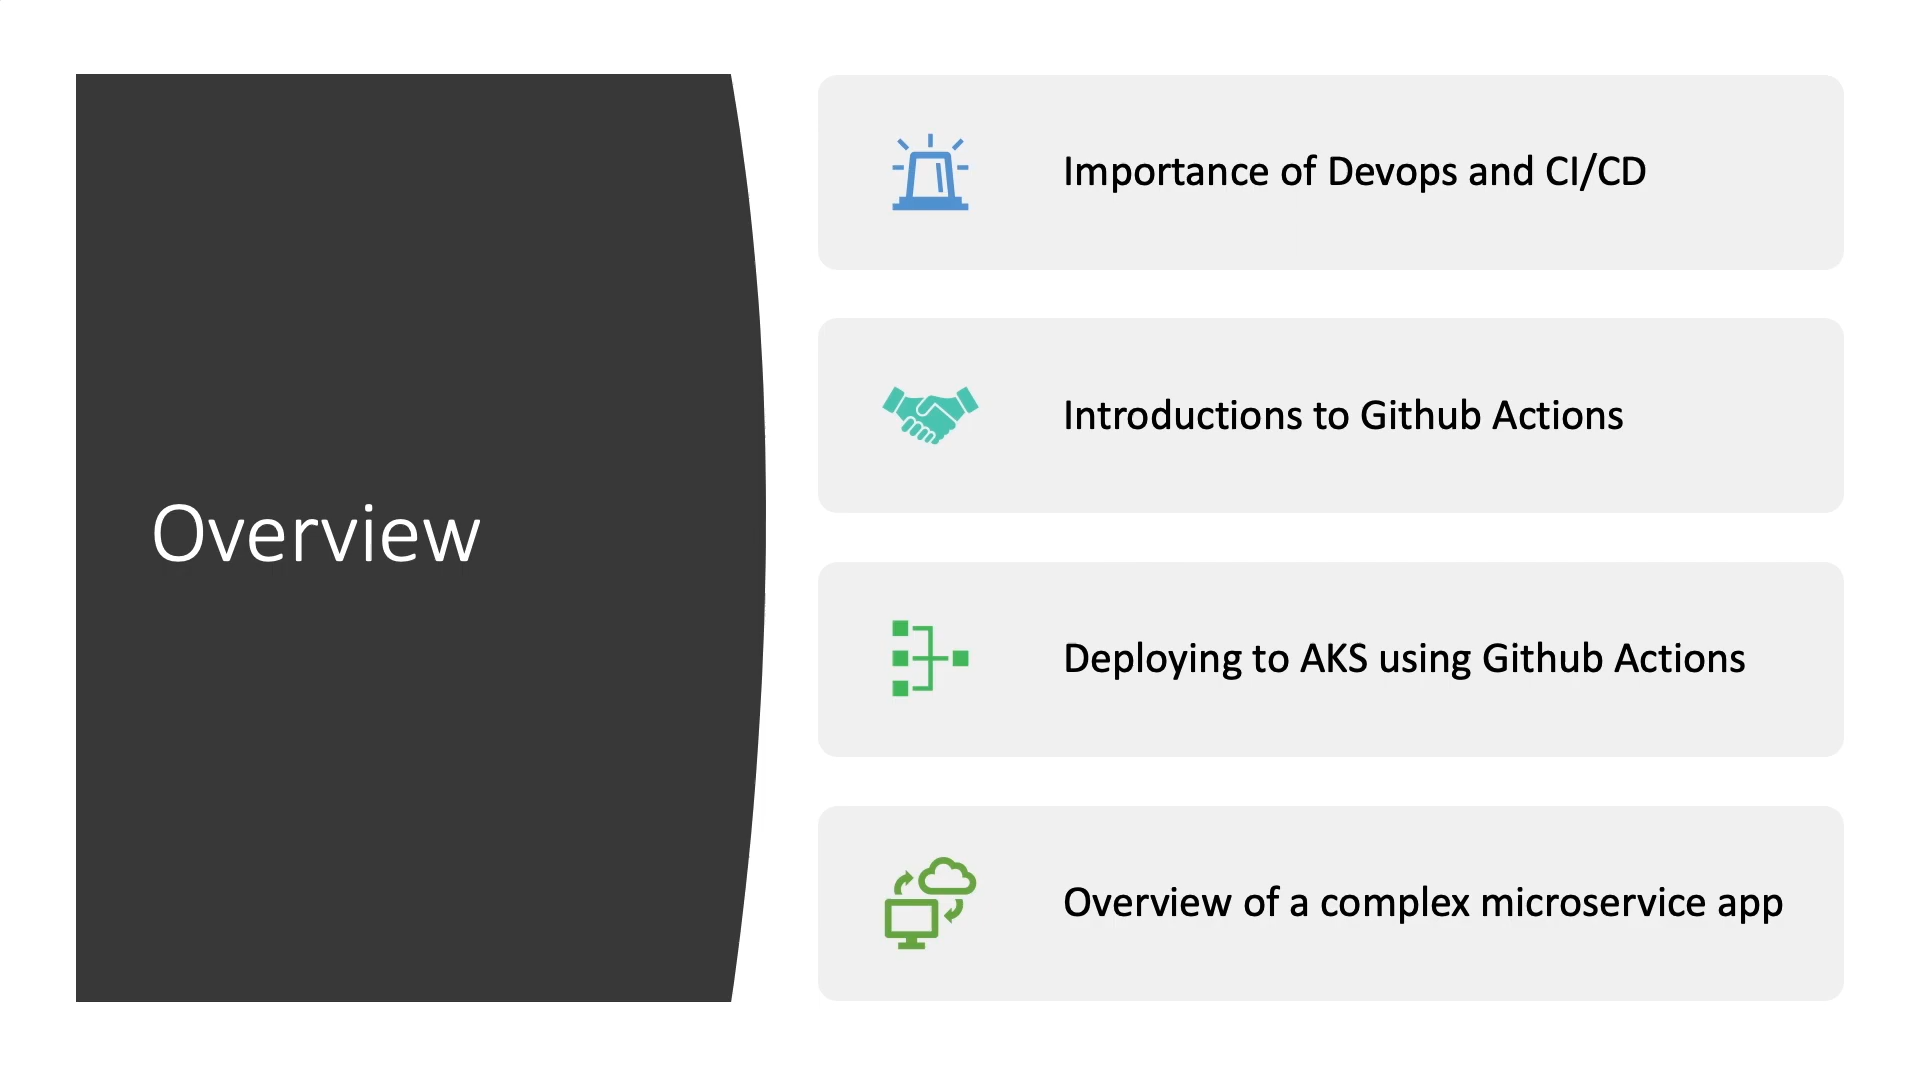 Overview
Importance of Devops and CI/CD
Introductions to Github Actions
Deploying to AKS using Github Actions
Overview of a complex microservice app